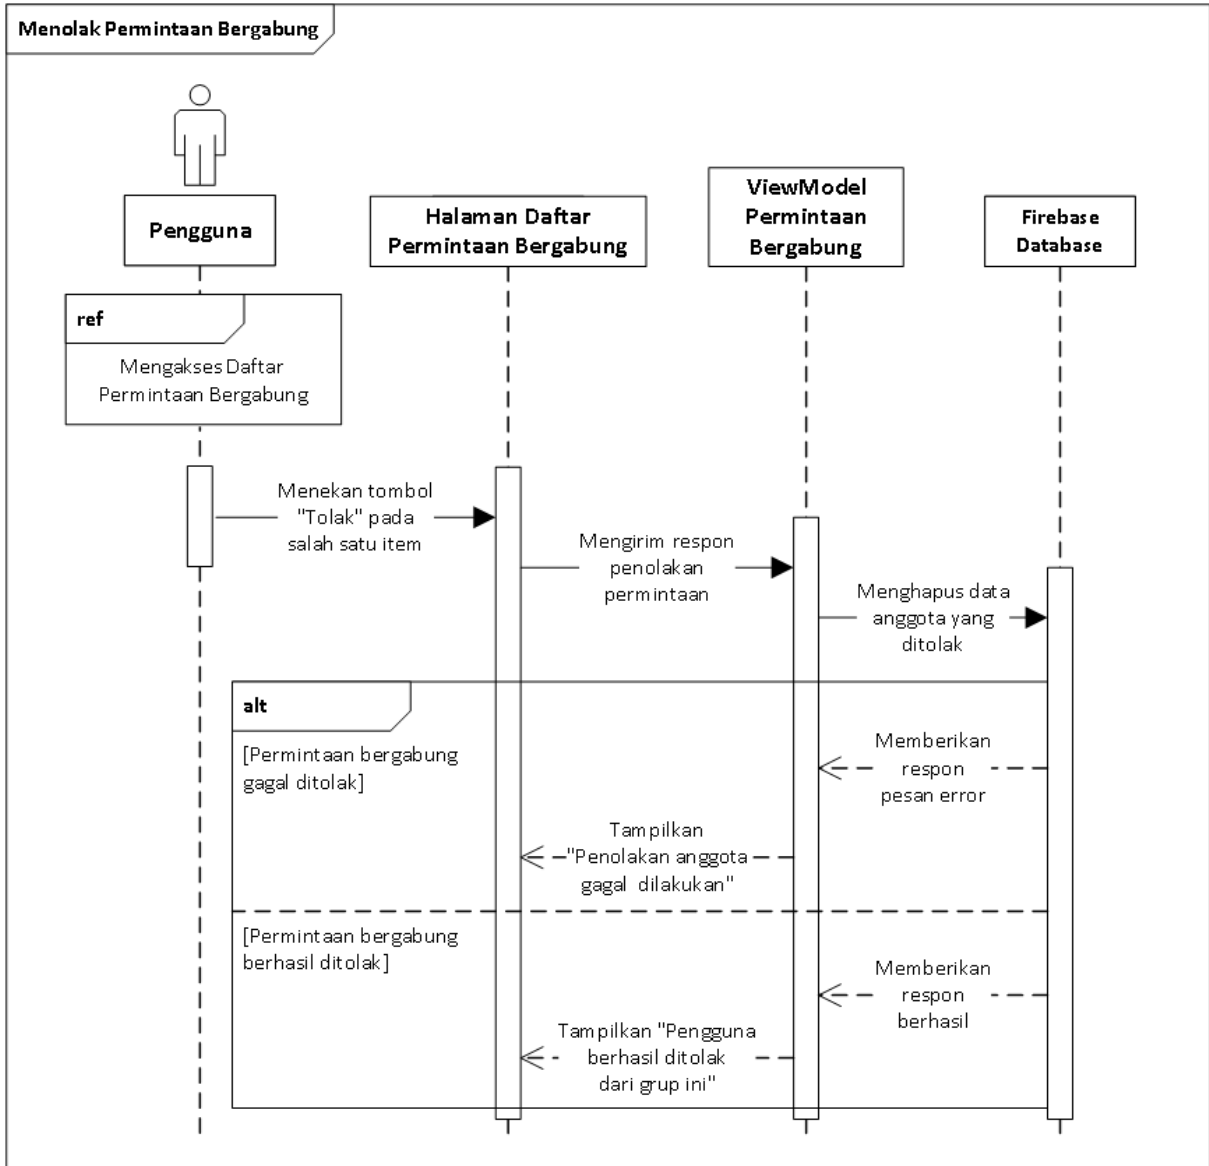 Menolak Permintaan Bergabung
Pengguna
Halaman Daftar
Permintaan Bergabung
ViewModel
Permintaan
Bergabung
Firebase
Database
ref
Mengakses Daftar
Permintaan Bergabung
Menekan tombol
"Tolak" pada
salah satu item
Mengirim respon
penolakan
permintaan
Menghapus data
anggota yang
ditolak
alt
[Permintaan bergabung
gagal ditolak]
Memberikan
respon
pesan error
Tampilkan
"Penolakan anggota
gagal dilakukan"
[Permintaan bergabung
berhasil ditolak]
Memberikan
respon
berhasil
Tampilkan "Pengguna
berhasil ditolak
dari grup ini"